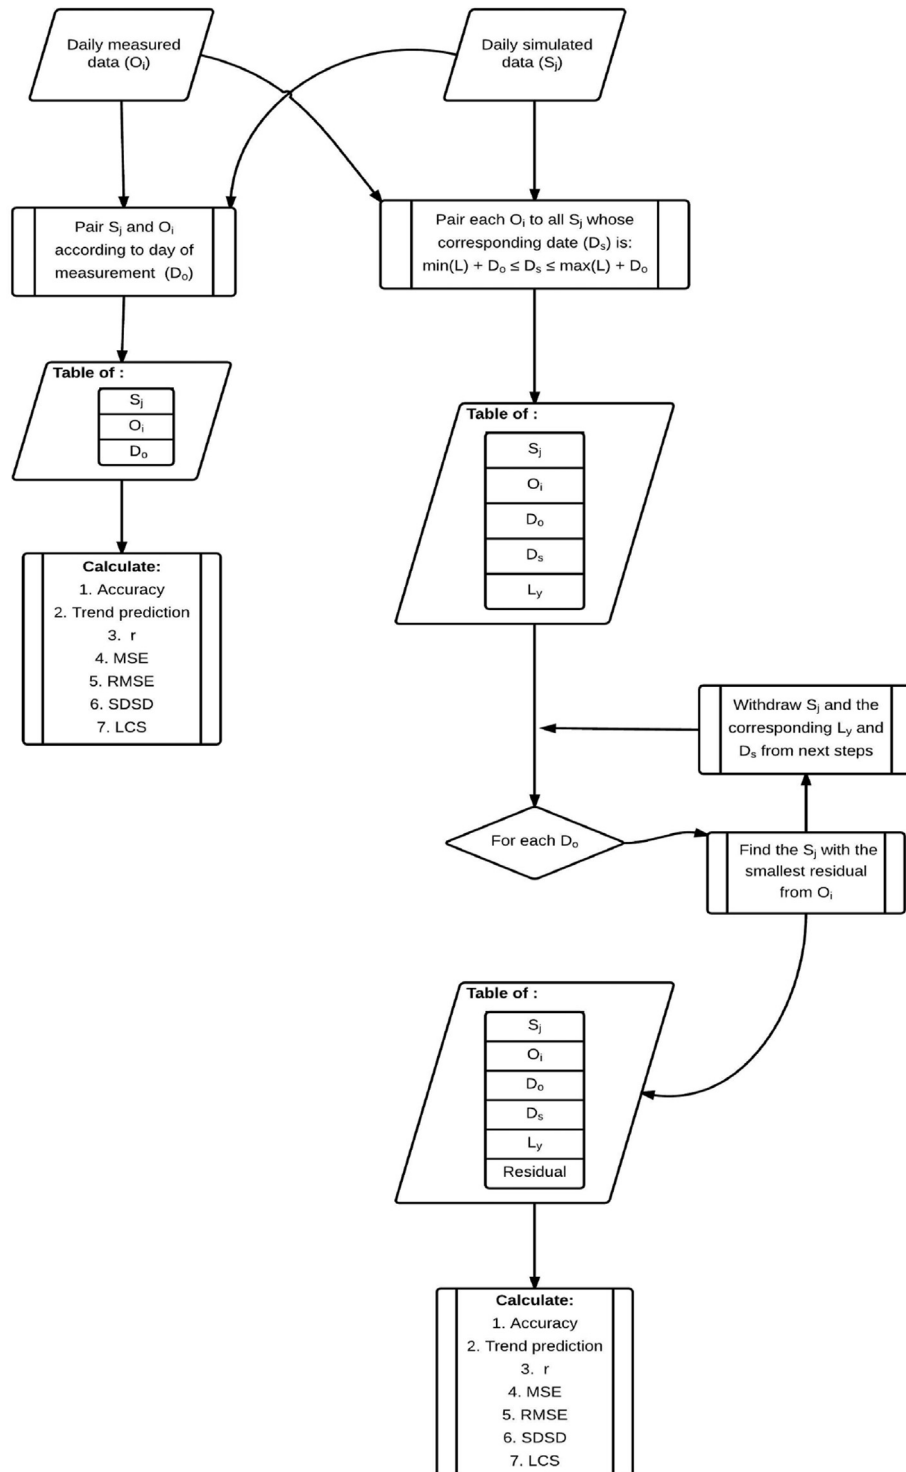 Daily measured
data (Oᵢ)
Daily simulated
data (Sⱼ)
Pair Sⱼ and Oᵢ
according to day of
measurement (Dₒ)
Pair each Oᵢ to all Sⱼ whose
corresponding date (Dₛ) is:
min(L) + Dₒ ≤ Dₛ ≤ max(L) + Dₒ
Table of :
Sⱼ
Oᵢ
Dₒ
Table of :
Sⱼ
Oᵢ
Dₒ
Dₛ
Lᵧ
Calculate:
1. Accuracy
2. Trend prediction
3. r
4. MSE
5. RMSE
6. SDSD
7. LCS
Withdraw Sⱼ and the
corresponding Lᵧ and
Dₛ from next steps
For each Dₒ
Find the Sⱼ with the
smallest residual
from Oᵢ
Table of :
Sⱼ
Oᵢ
Dₒ
Dₛ
Lᵧ
Residual
Calculate:
1. Accuracy
2. Trend prediction
3. r
4. MSE
5. RMSE
6. SDSD
7. LCS